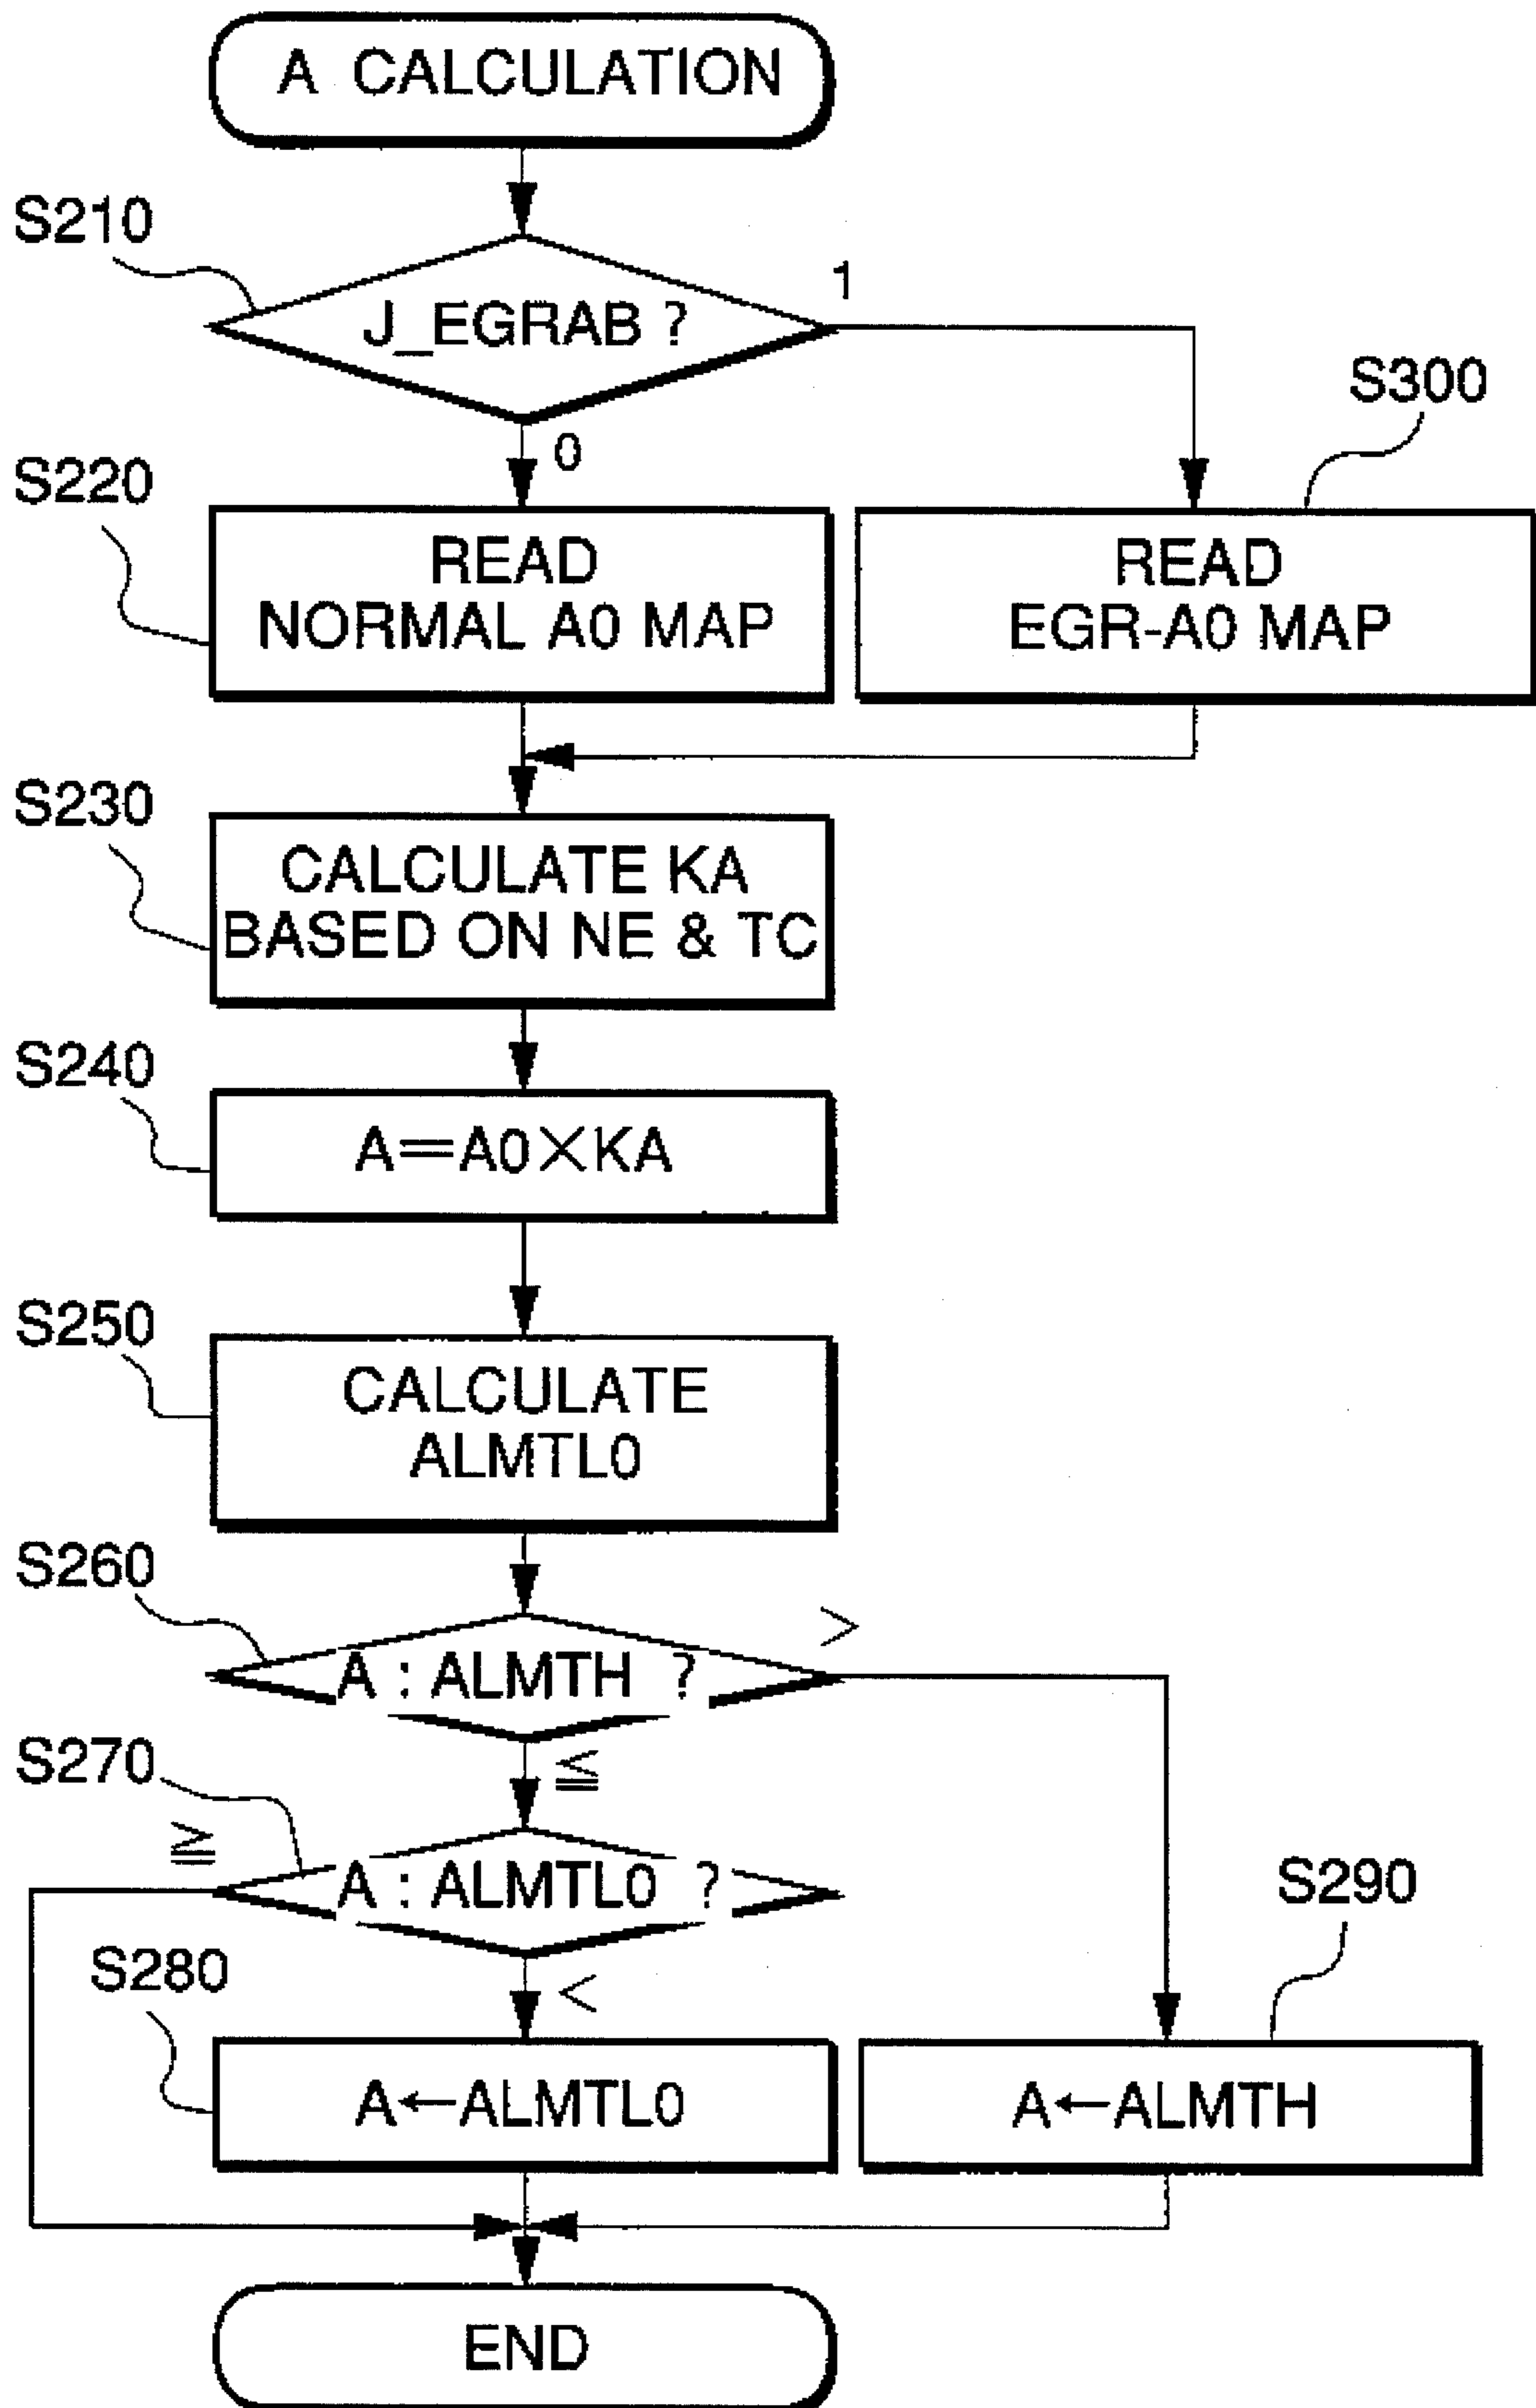 A CALCULATION
S210
J_EGRAB ?
1
0
S300
S220
READ
NORMAL A0 MAP
READ
EGR-A0 MAP
S230
CALCULATE KA
BASED ON NE & TC
S240
A=A0×KA
S250
CALCULATE
ALMTL0
S260
A : ALMTH ?
>
≦
S270
≧
A : ALMTL0 ?
<
S280
A←ALMTL0
S290
A←ALMTH
END